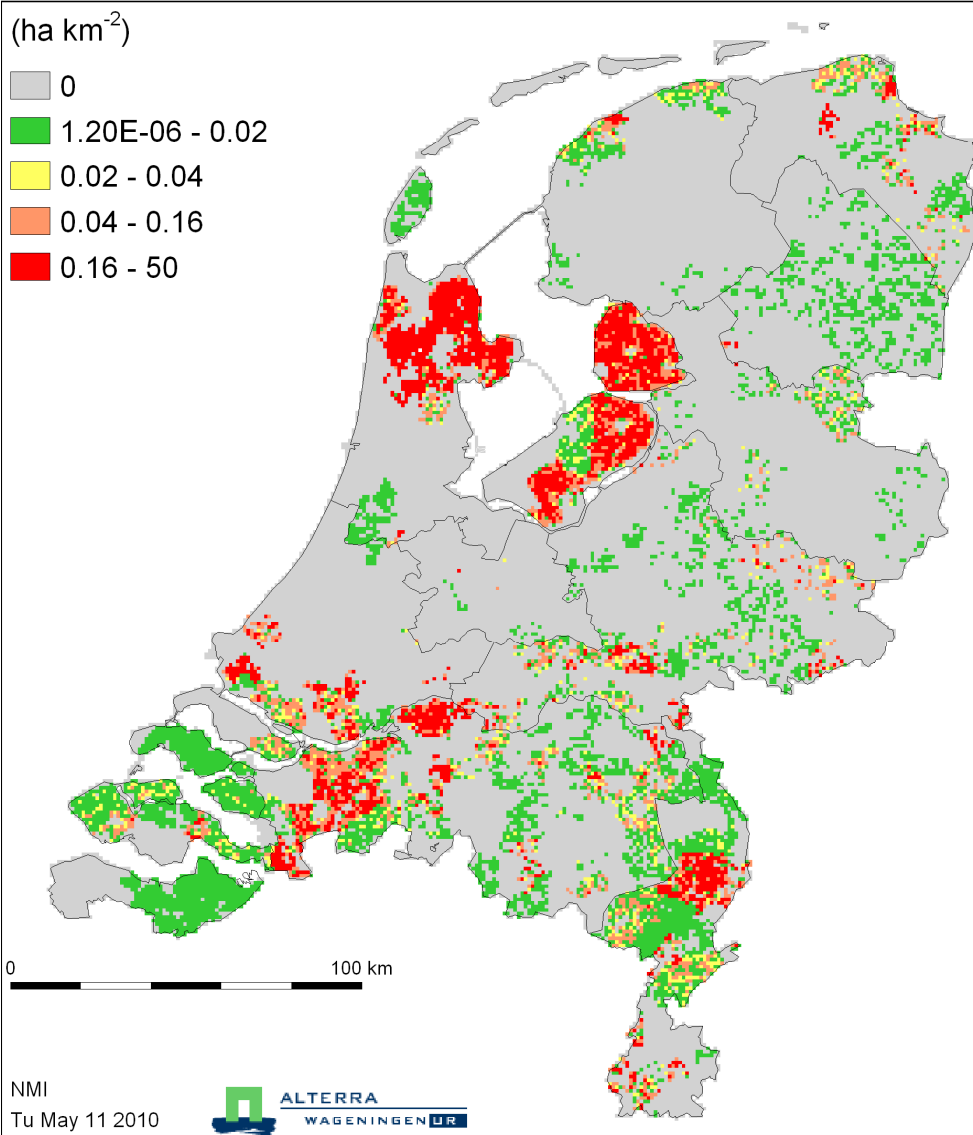 (ha km-2)
0
1.20E-06 - 0.02
0.02 - 0.04
0.04 - 0.16
0.16 - 50
0 100 km
NMI
Tu May 11 2010
ALTERRA
WAGENINGEN UR